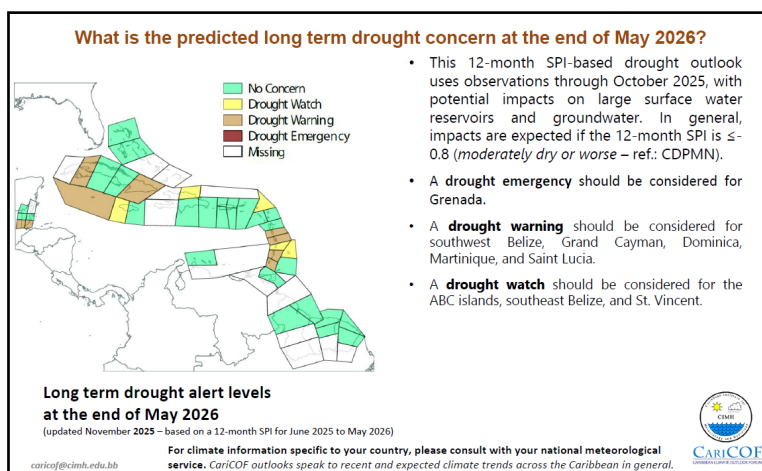 What is the predicted long term drought concern at the end of May 2026?
No Concern
Drought Watch
Drought Warning
Drought Emergency
Missing
• This 12-month SPI-based drought outlook
uses observations through October 2025, with
potential impacts on large surface water
reservoirs and groundwater. In general,
impacts are expected if the 12-month SPI is ≤-
0.8 (moderately dry or worse – ref.: CDPMN).
• A drought emergency should be considered for
Grenada.
• A drought warning should be considered for
southwest Belize, Grand Cayman, Dominica,
Martinique, and Saint Lucia.
• A drought watch should be considered for the
ABC islands, southeast Belize, and St. Vincent.
Long term drought alert levels
at the end of May 2026
(updated November 2025 – based on a 12-month SPI for June 2025 to May 2026)
CIMH
CARICOF
CARIBBEAN CLIMATE OUTLOOK FORUM
caricof@cimh.edu.bb
For climate information specific to your country, please consult with your national meteorological
service. CariCOF outlooks speak to recent and expected climate trends across the Caribbean in general.